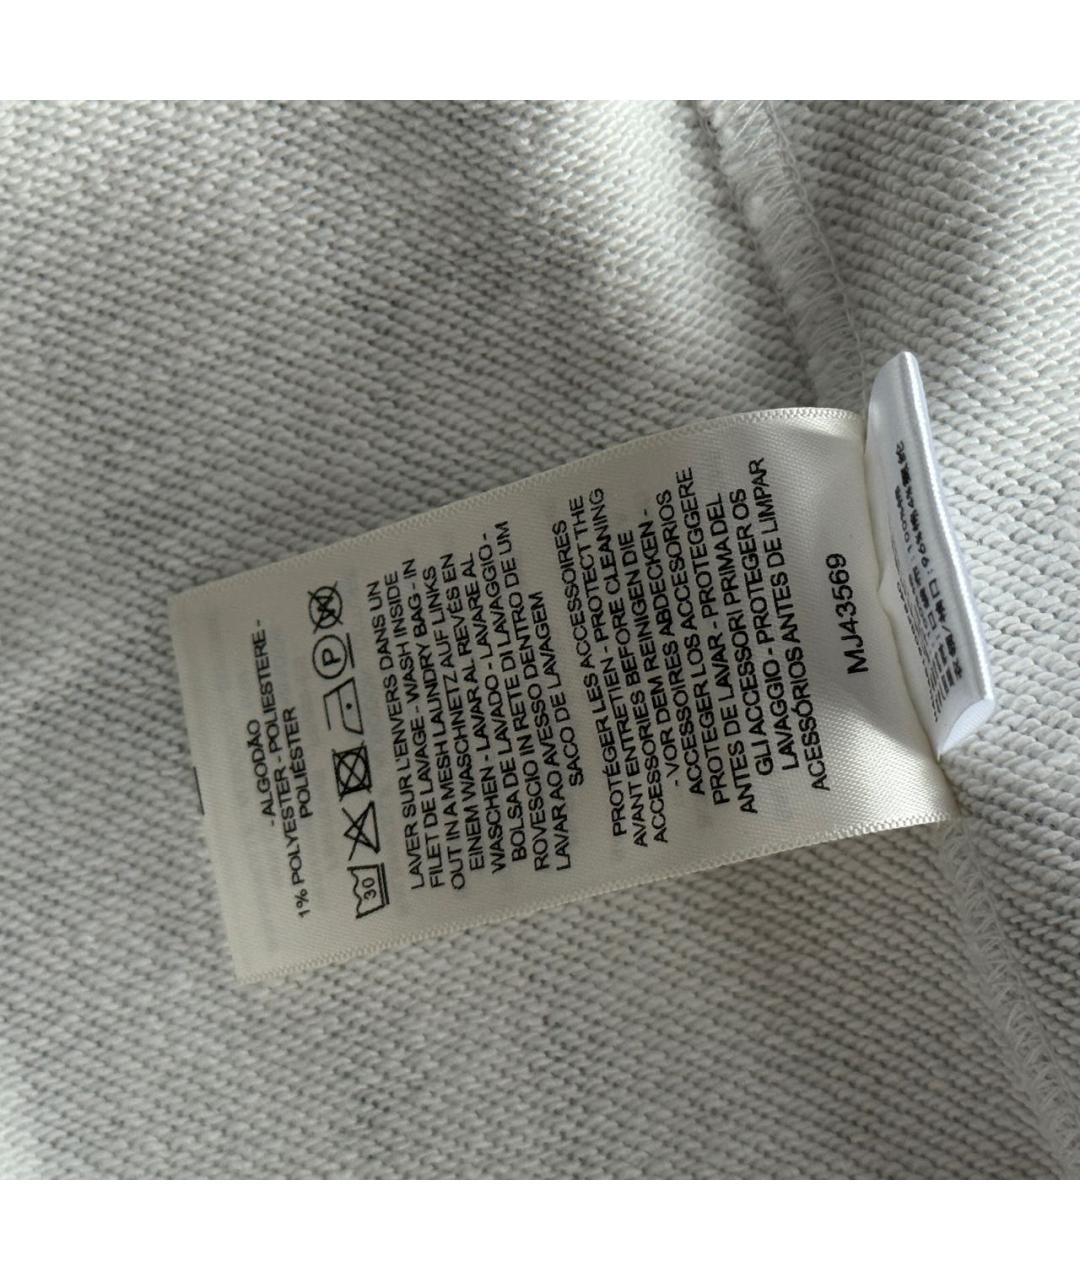 - ALGODÃO
1% POLYESTER - POLIESTERE -
POLIÉSTER
30 P W
LAVER SUR L'ENVERS DANS UN
FILET DE LAVAGE - WASH INSIDE
OUT IN A MESH LAUNDRY BAG - IN
EINEM WASCHNETZ AUF LINKS
WASCHEN - LAVAR AL REVÉS EN
BOLSA DE LAVADO - LAVARE AL
ROVESCIO IN RETE DI LAVAGGIO -
LAVAR AO AVESSO DENTRO DE UM
SACO DE LAVAGEM
PROTÉGER LES ACCESSOIRES
AVANT ENTRETIEN - PROTECT THE
ACCESSORIES BEFORE CLEANING
- VOR DEM REINIGEN DIE
ACCESSOIRES ABDECKEN -
PROTEGER LOS ACCESORIOS
ANTES DE LAVAR - PROTEGGERE
GLI ACCESSORI PRIMA DEL
LAVAGGIO - PROTEGER OS
ACESSÓRIOS ANTES DE LIMPAR
MJ43569